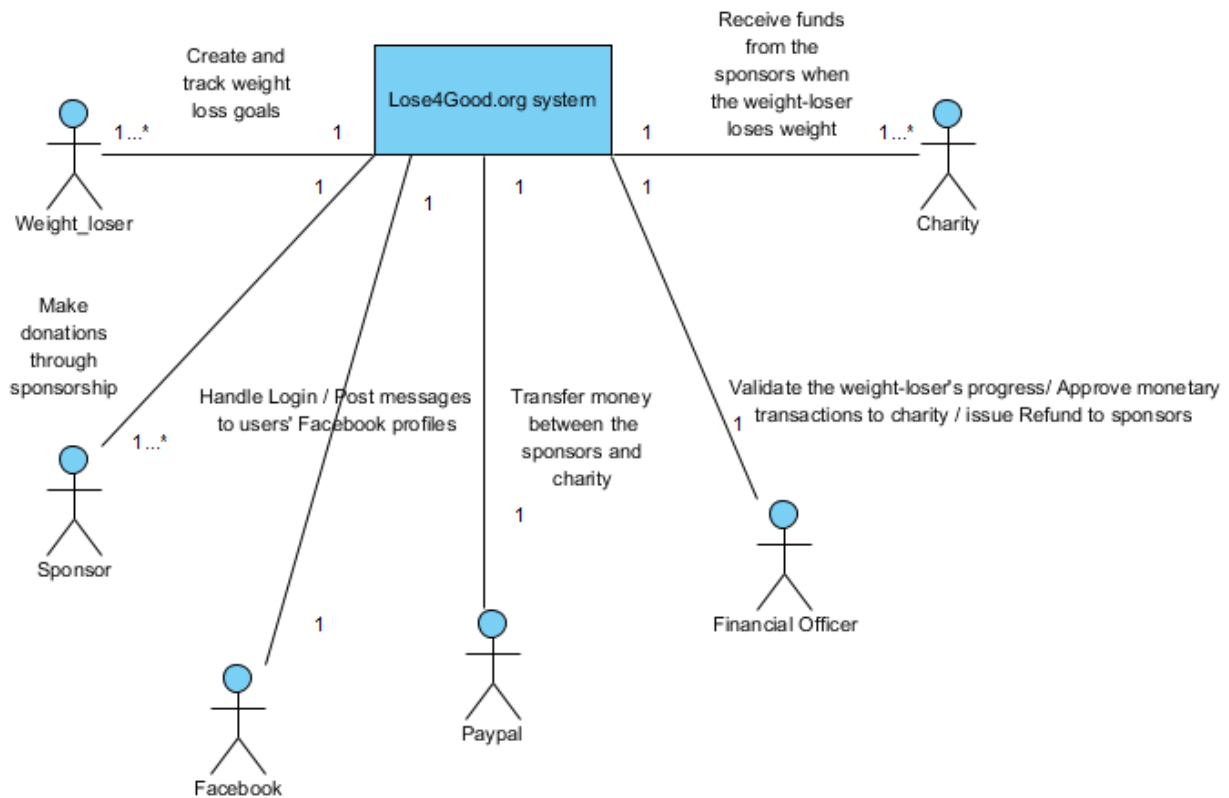 Create and
track weight
loss goals
Lose4Good.org system
Receive funds
from the
sponsors when
the weight-loser
loses weight
1...*
1
1
1...*
Weight_loser
1
1
1
1
Charity
Make
donations
through
sponsorship
1...*
Sponsor
Handle Login / Post messages
to users' Facebook profiles
1
Facebook
Transfer money
between the
sponsors and
charity
1
Paypal
Validate the weight-loser's progress/ Approve monetary
transactions to charity / issue Refund to sponsors
1
Financial Officer